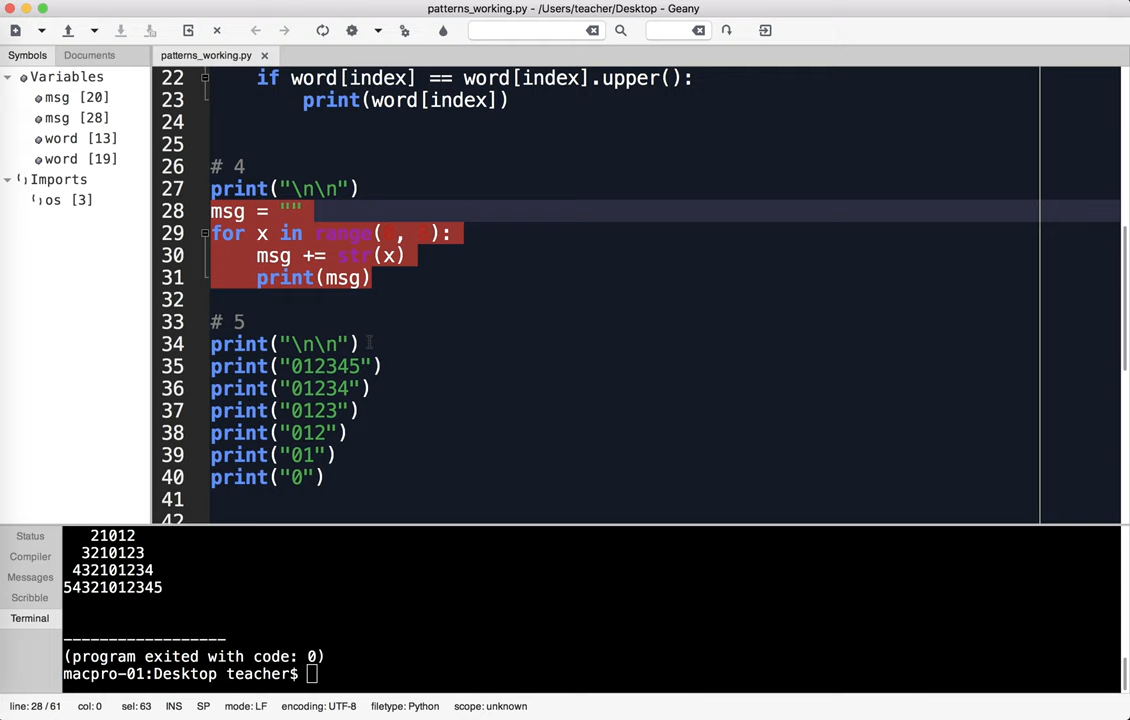 patterns_working.py - /Users/teacher/Desktop - Geany
Symbols Documents patterns_working.py ×
Variables
msg [20]
msg [28]
word [13]
word [19]
Imports
os [3]
22 if word[index] == word[index].upper():
23 print(word[index])
24
25
26 # 4
27 print("\n\n")
28 msg = ""
29 for x in range( , ):
30 msg += str(x)
31 print(msg)
32
33 # 5
34 print("\n\n")
35 print("012345")
36 print("01234")
37 print("0123")
38 print("012")
39 print("01")
40 print("0")
41
42
Status
Compiler
Messages
Scribble
Terminal
21012
3210123
432101234
54321012345
------------------
(program exited with code: 0)
macpro-01:Desktop teacher$
line: 28 / 61 col: 0 sel: 63 INS SP mode: LF encoding: UTF-8 filetype: Python scope: unknown